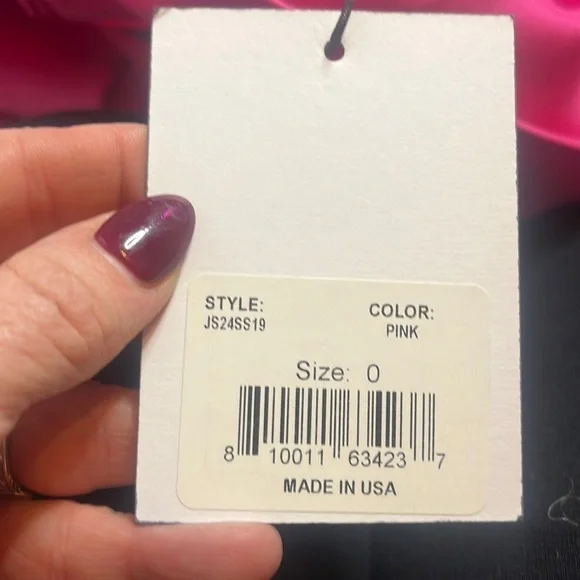 STYLE: COLOR:
JS24SS19 PINK
Size: 0
8 10011 63423 7
MADE IN USA